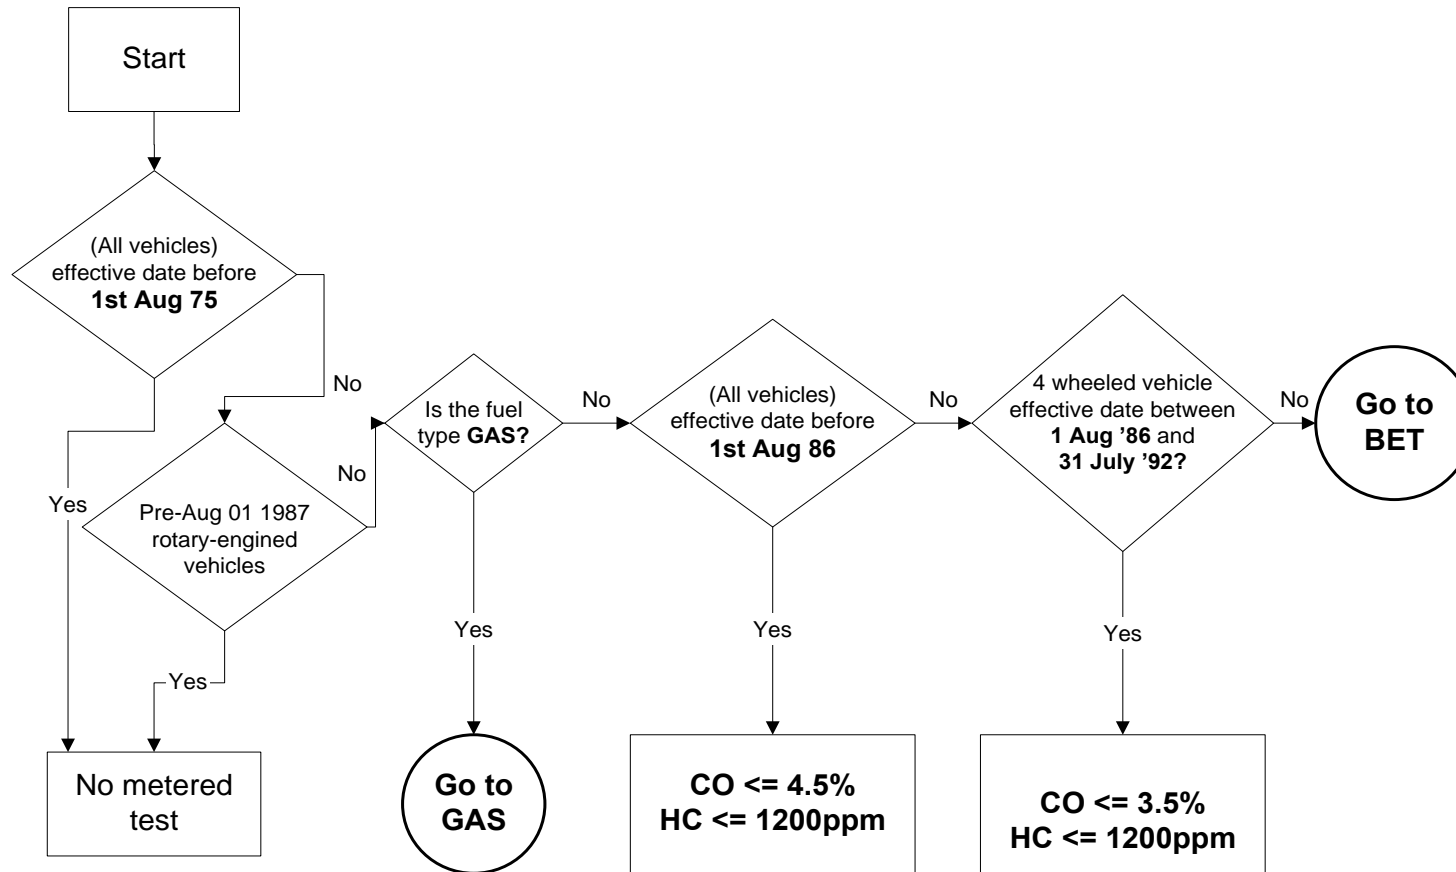 Start
(All vehicles)
effective date before
1st Aug 75
No
Yes
Pre-Aug 01 1987
rotary-engined
vehicles
No
Yes
No metered
test
Is the fuel
type GAS?
No
Yes
Go to
GAS
(All vehicles)
effective date before
1st Aug 86
No
Yes
CO <= 4.5%
HC <= 1200ppm
4 wheeled vehicle
effective date between
1 Aug ’86 and
31 July ’92?
No
Yes
CO <= 3.5%
HC <= 1200ppm
Go to
BET